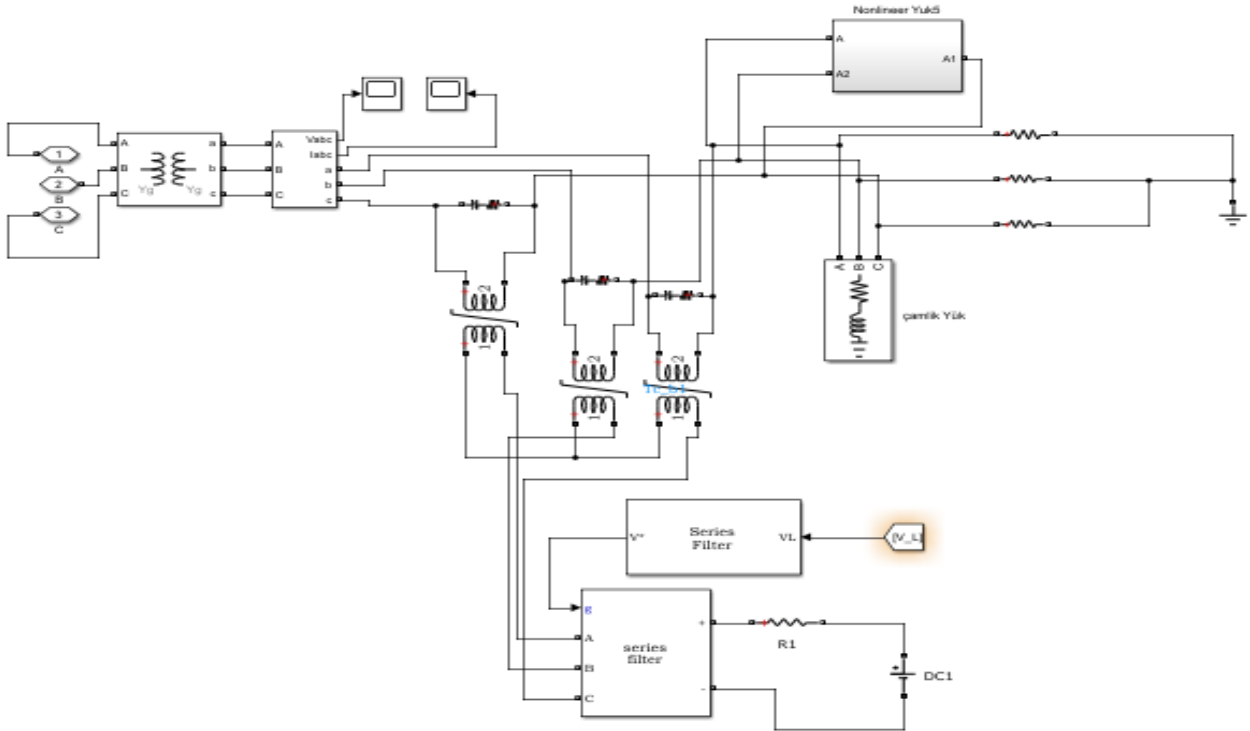 Nonlineer Yuk5
A
A2
A1
1
A
2
B
3
C
A
B
C
Yg
Yg
a
b
c
A
B
C
Vabc
Iabc
a
b
c
2
1
2
1
2
1
A
B
C
çamlik Yük
Series
Filter
V*
VL
[V_L]
g
A
B
C
series
filter
+
-
R1
DC1